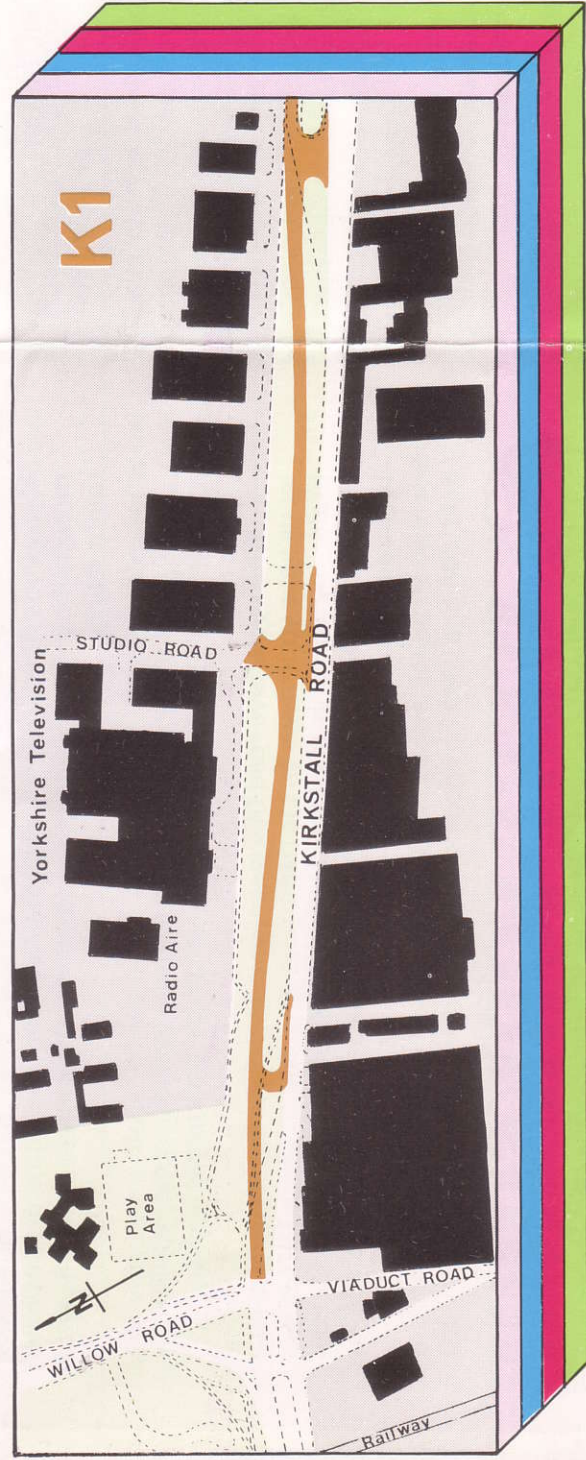 K1
STUDIO ROAD
Yorkshire Television
KIRKSTALL ROAD
Radio Aire
Play
Area
N
WILLOW ROAD
VIADUCT ROAD
Railway